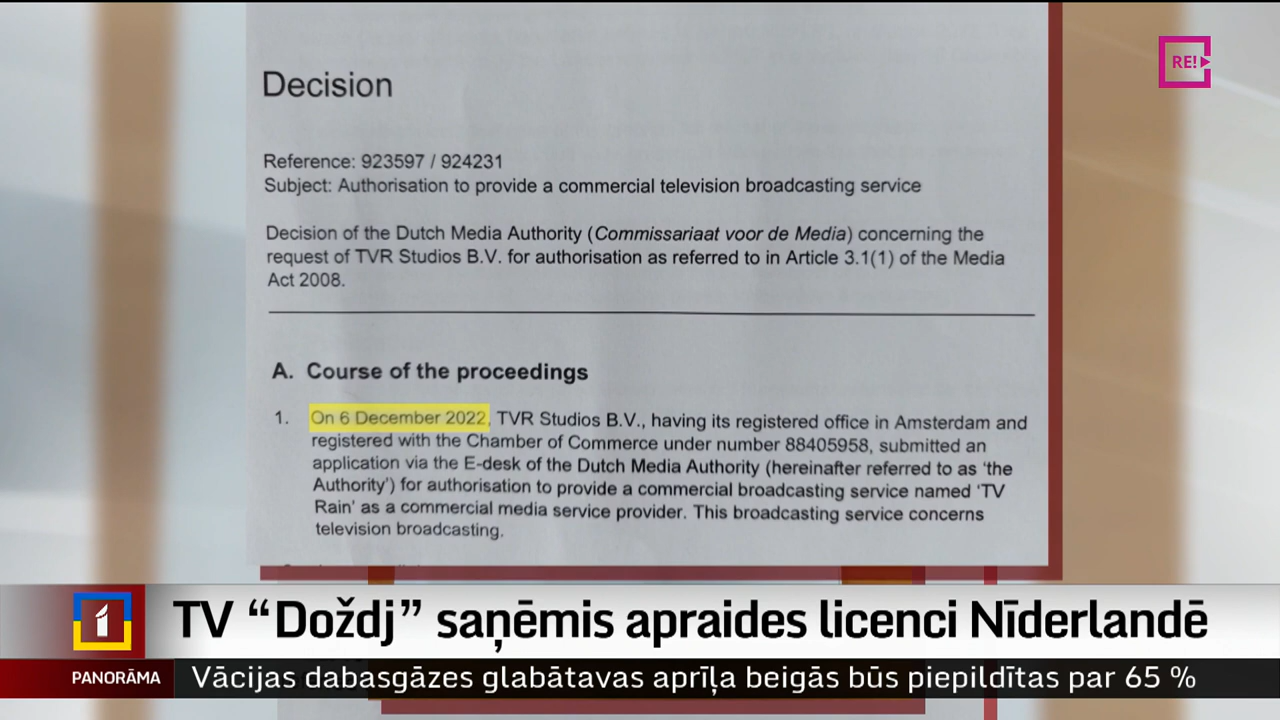 RE!
Decision
Reference: 923597 / 924231
Subject: Authorisation to provide a commercial television broadcasting service
Decision of the Dutch Media Authority (Commissariaat voor de Media) concerning the
request of TVR Studios B.V. for authorisation as referred to in Article 3.1(1) of the Media
Act 2008.
A. Course of the proceedings
1. On 6 December 2022, TVR Studios B.V., having its registered office in Amsterdam and
registered with the Chamber of Commerce under number 88405958, submitted an
application via the E-desk of the Dutch Media Authority (hereinafter referred to as ‘the
Authority’) for authorisation to provide a commercial broadcasting service named ‘TV
Rain’ as a commercial media service provider. This broadcasting service concerns
television broadcasting.
1
TV “Doždj” saņēmis apraides licenci Nīderlandē
PANORĀMA
Vācijas dabasgāzes glabātavas aprīļa beigās būs piepildītas par 65 %